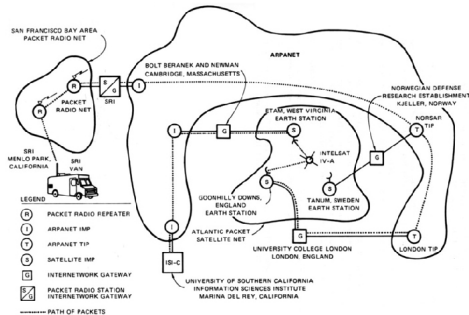 SAN FRANCISCO BAY AREA
PACKET RADIO NET
R
S
G
I
SRI
R
PACKET
RADIO NET
SRI
MENLO PARK,
CALIFORNIA
SRI
VAN
ARPANET
BOLT BERANEK AND NEWMAN
CAMBRIDGE, MASSACHUSETTS
I
G
ETAM, WEST VIRGINIA
EARTH STATION
S
INTELSAT
IV-A
NORWEGIAN DEFENSE
RESEARCH ESTABLISHMENT
KJELLER, NORWAY
NORSAR
TIP
T
G
S
GOONHILLY DOWNS,
ENGLAND
EARTH STATION
S
TANUM, SWEDEN
EARTH STATION
ATLANTIC PACKET
SATELLITE NET
G
UNIVERSITY COLLEGE LONDON
LONDON, ENGLAND
T
LONDON TIP
I
ISI-C
UNIVERSITY OF SOUTHERN CALIFORNIA
INFORMATION SCIENCES INSTITUTE
MARINA DEL REY, CALIFORNIA
LEGEND
R PACKET RADIO REPEATER
I ARPANET IMP
T ARPANET TIP
S SATELLITE IMP
G INTERNETWORK GATEWAY
S/G PACKET RADIO STATION
INTERNETWORK GATEWAY
PATH OF PACKETS